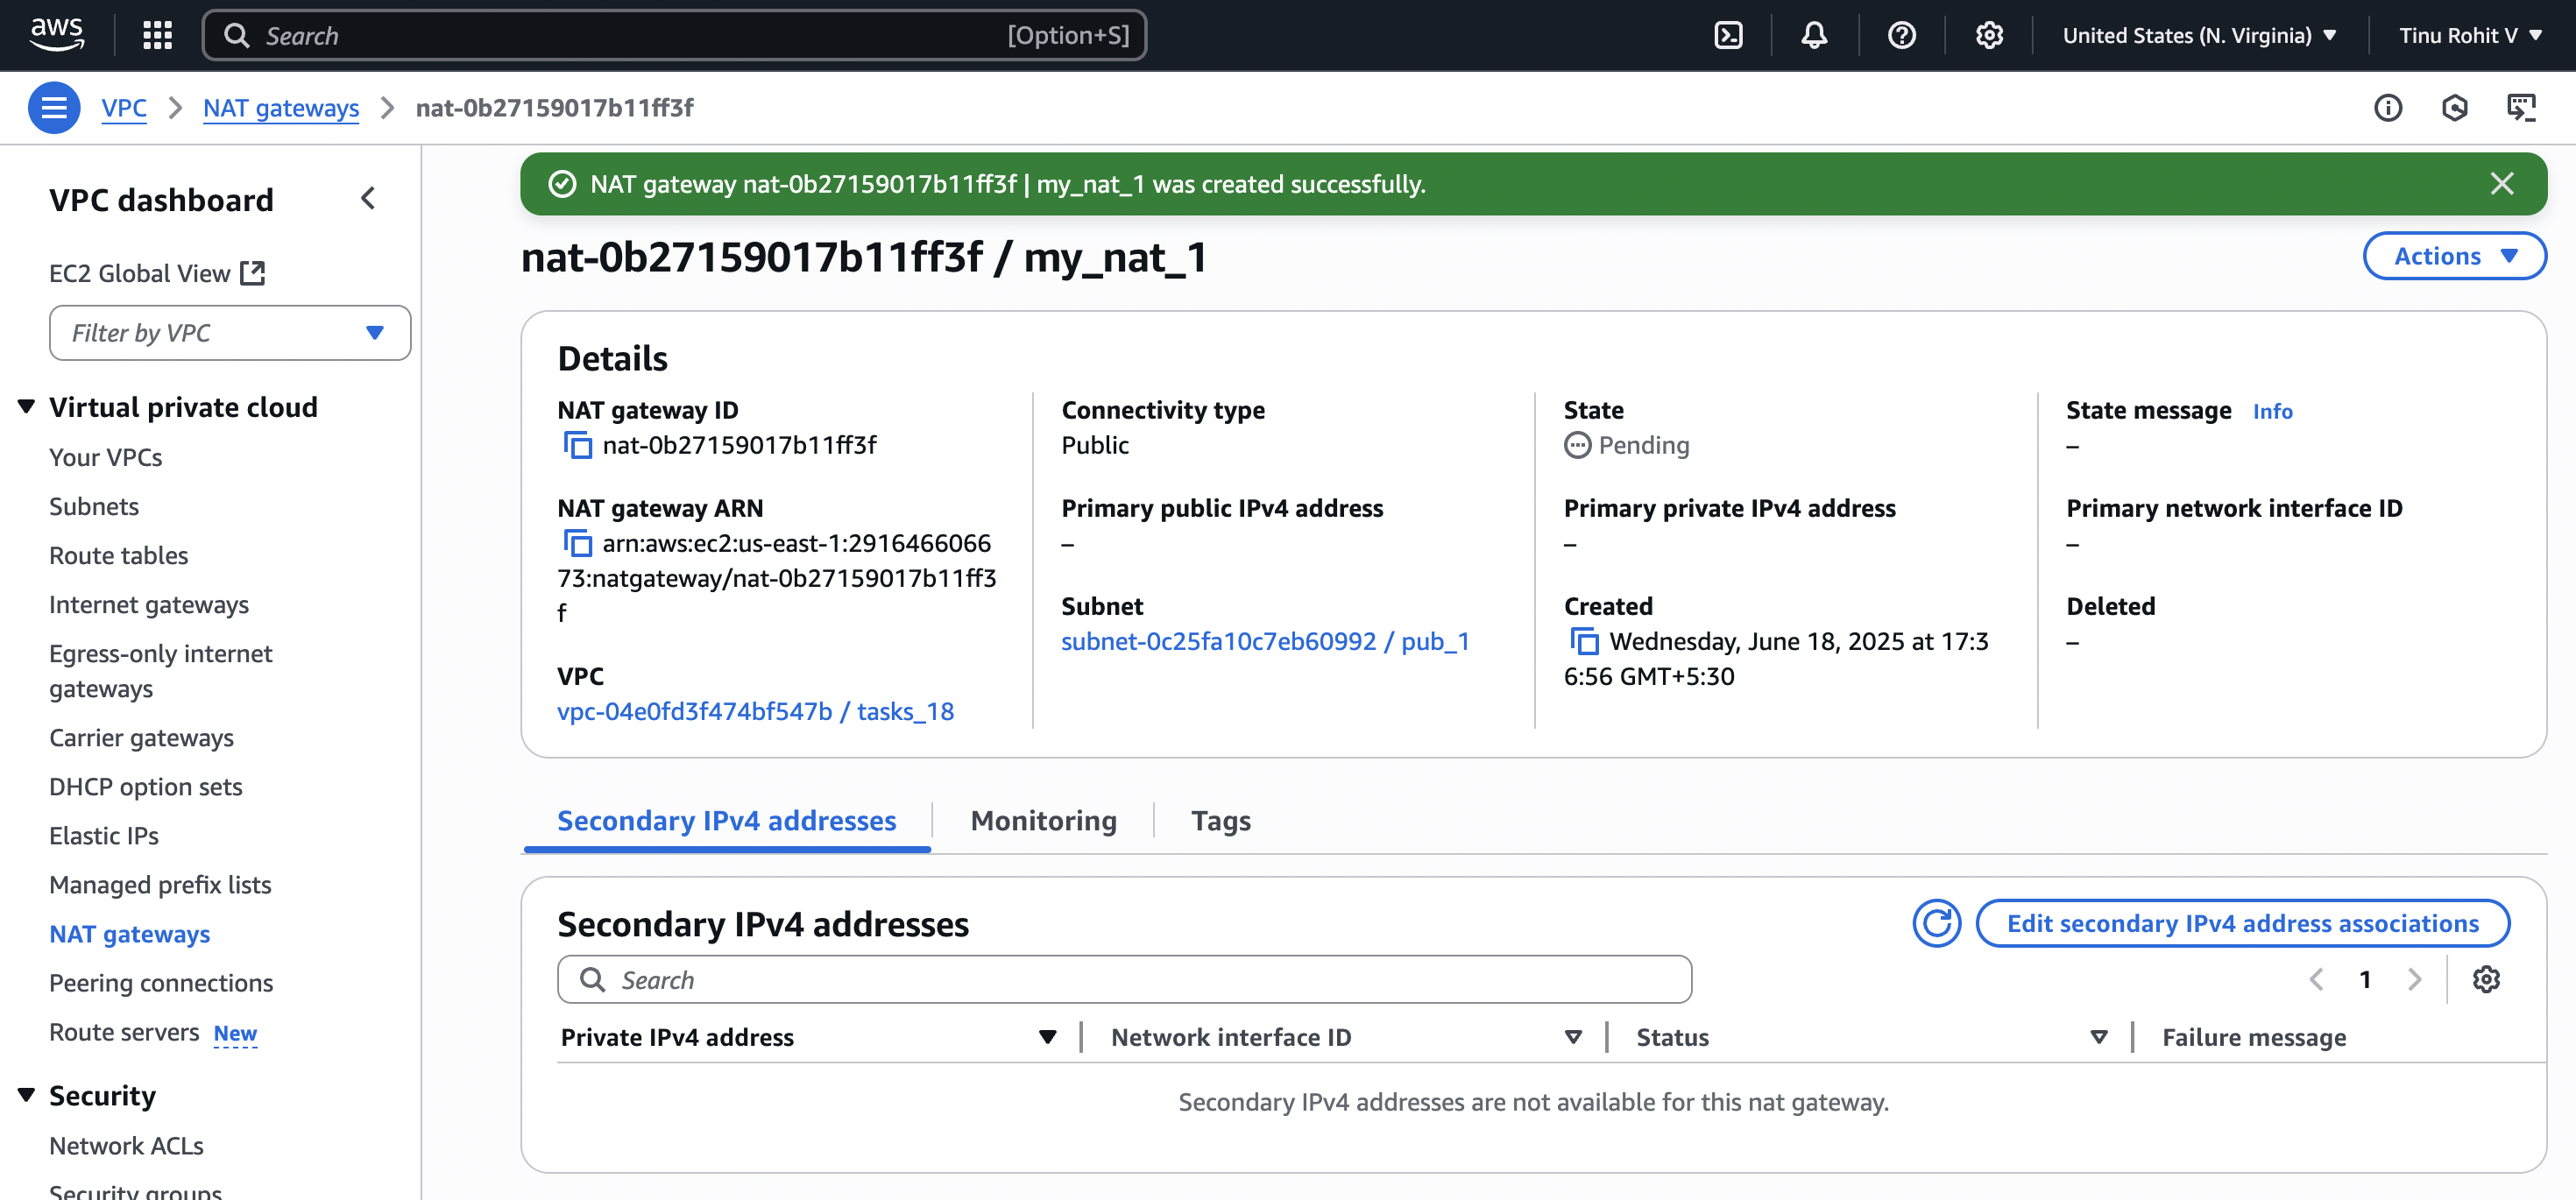 aws
Search [Option+S]
United States (N. Virginia)
Tinu Rohit V
VPC
NAT gateways
nat-0b27159017b11ff3f
VPC dashboard
EC2 Global View
Filter by VPC
Virtual private cloud
Your VPCs
Subnets
Route tables
Internet gateways
Egress-only internet
gateways
Carrier gateways
DHCP option sets
Elastic IPs
Managed prefix lists
NAT gateways
Peering connections
Route servers New
Security
Network ACLs
Security groups
NAT gateway nat-0b27159017b11ff3f | my_nat_1 was created successfully.
nat-0b27159017b11ff3f / my_nat_1
Actions
Details
NAT gateway ID
nat-0b27159017b11ff3f
NAT gateway ARN
arn:aws:ec2:us-east-1:2916466066
73:natgateway/nat-0b27159017b11ff3
f
VPC
vpc-04e0fd3f474bf547b / tasks_18
Connectivity type
Public
Primary public IPv4 address
–
Subnet
subnet-0c25fa10c7eb60992 / pub_1
State
Pending
Primary private IPv4 address
–
Created
Wednesday, June 18, 2025 at 17:3
6:56 GMT+5:30
State message Info
–
Primary network interface ID
–
Deleted
–
Secondary IPv4 addresses
Monitoring
Tags
Secondary IPv4 addresses
Edit secondary IPv4 address associations
Search
1
Private IPv4 address
Network interface ID
Status
Failure message
Secondary IPv4 addresses are not available for this nat gateway.